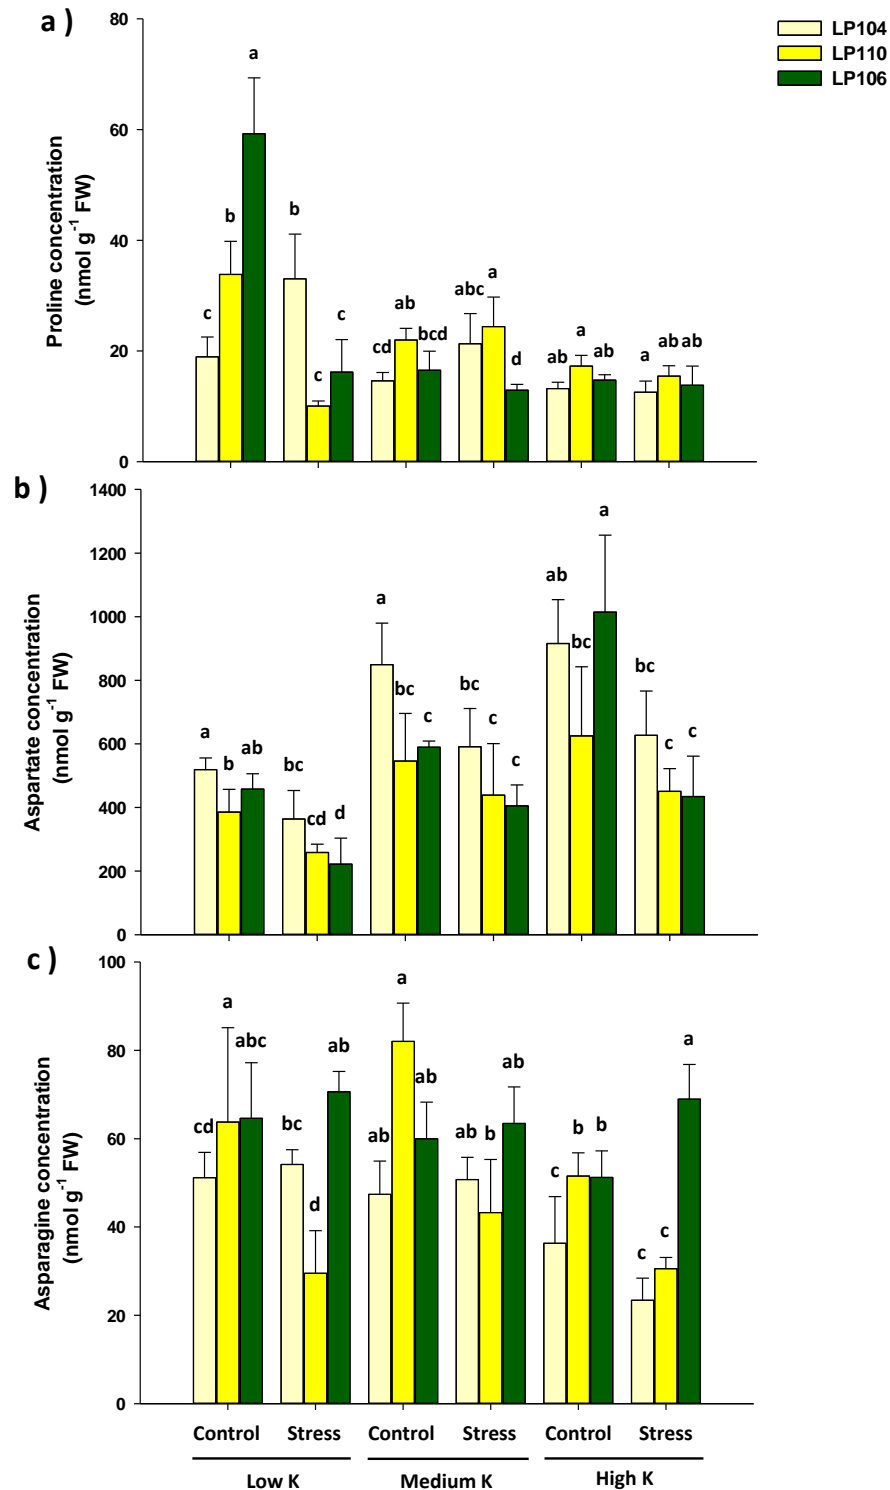 a )
LP104
LP110
LP106
Proline concentration
(nmol g⁻¹ FW)
80
60
40
20
0
c b a b c c cd ab bcd abc a d ab a ab a ab ab
b )
Aspartate concentration
(nmol g⁻¹ FW)
1400
1200
1000
800
600
400
200
0
a b ab bc cd d a bc c bc c c ab bc a bc c c
c )
Asparagine concentration
(nmol g⁻¹ FW)
100
80
60
40
20
0
cd a abc bc d ab ab a ab ab b ab c b b c c a
Control Stress Control Stress Control Stress
Low K Medium K High K